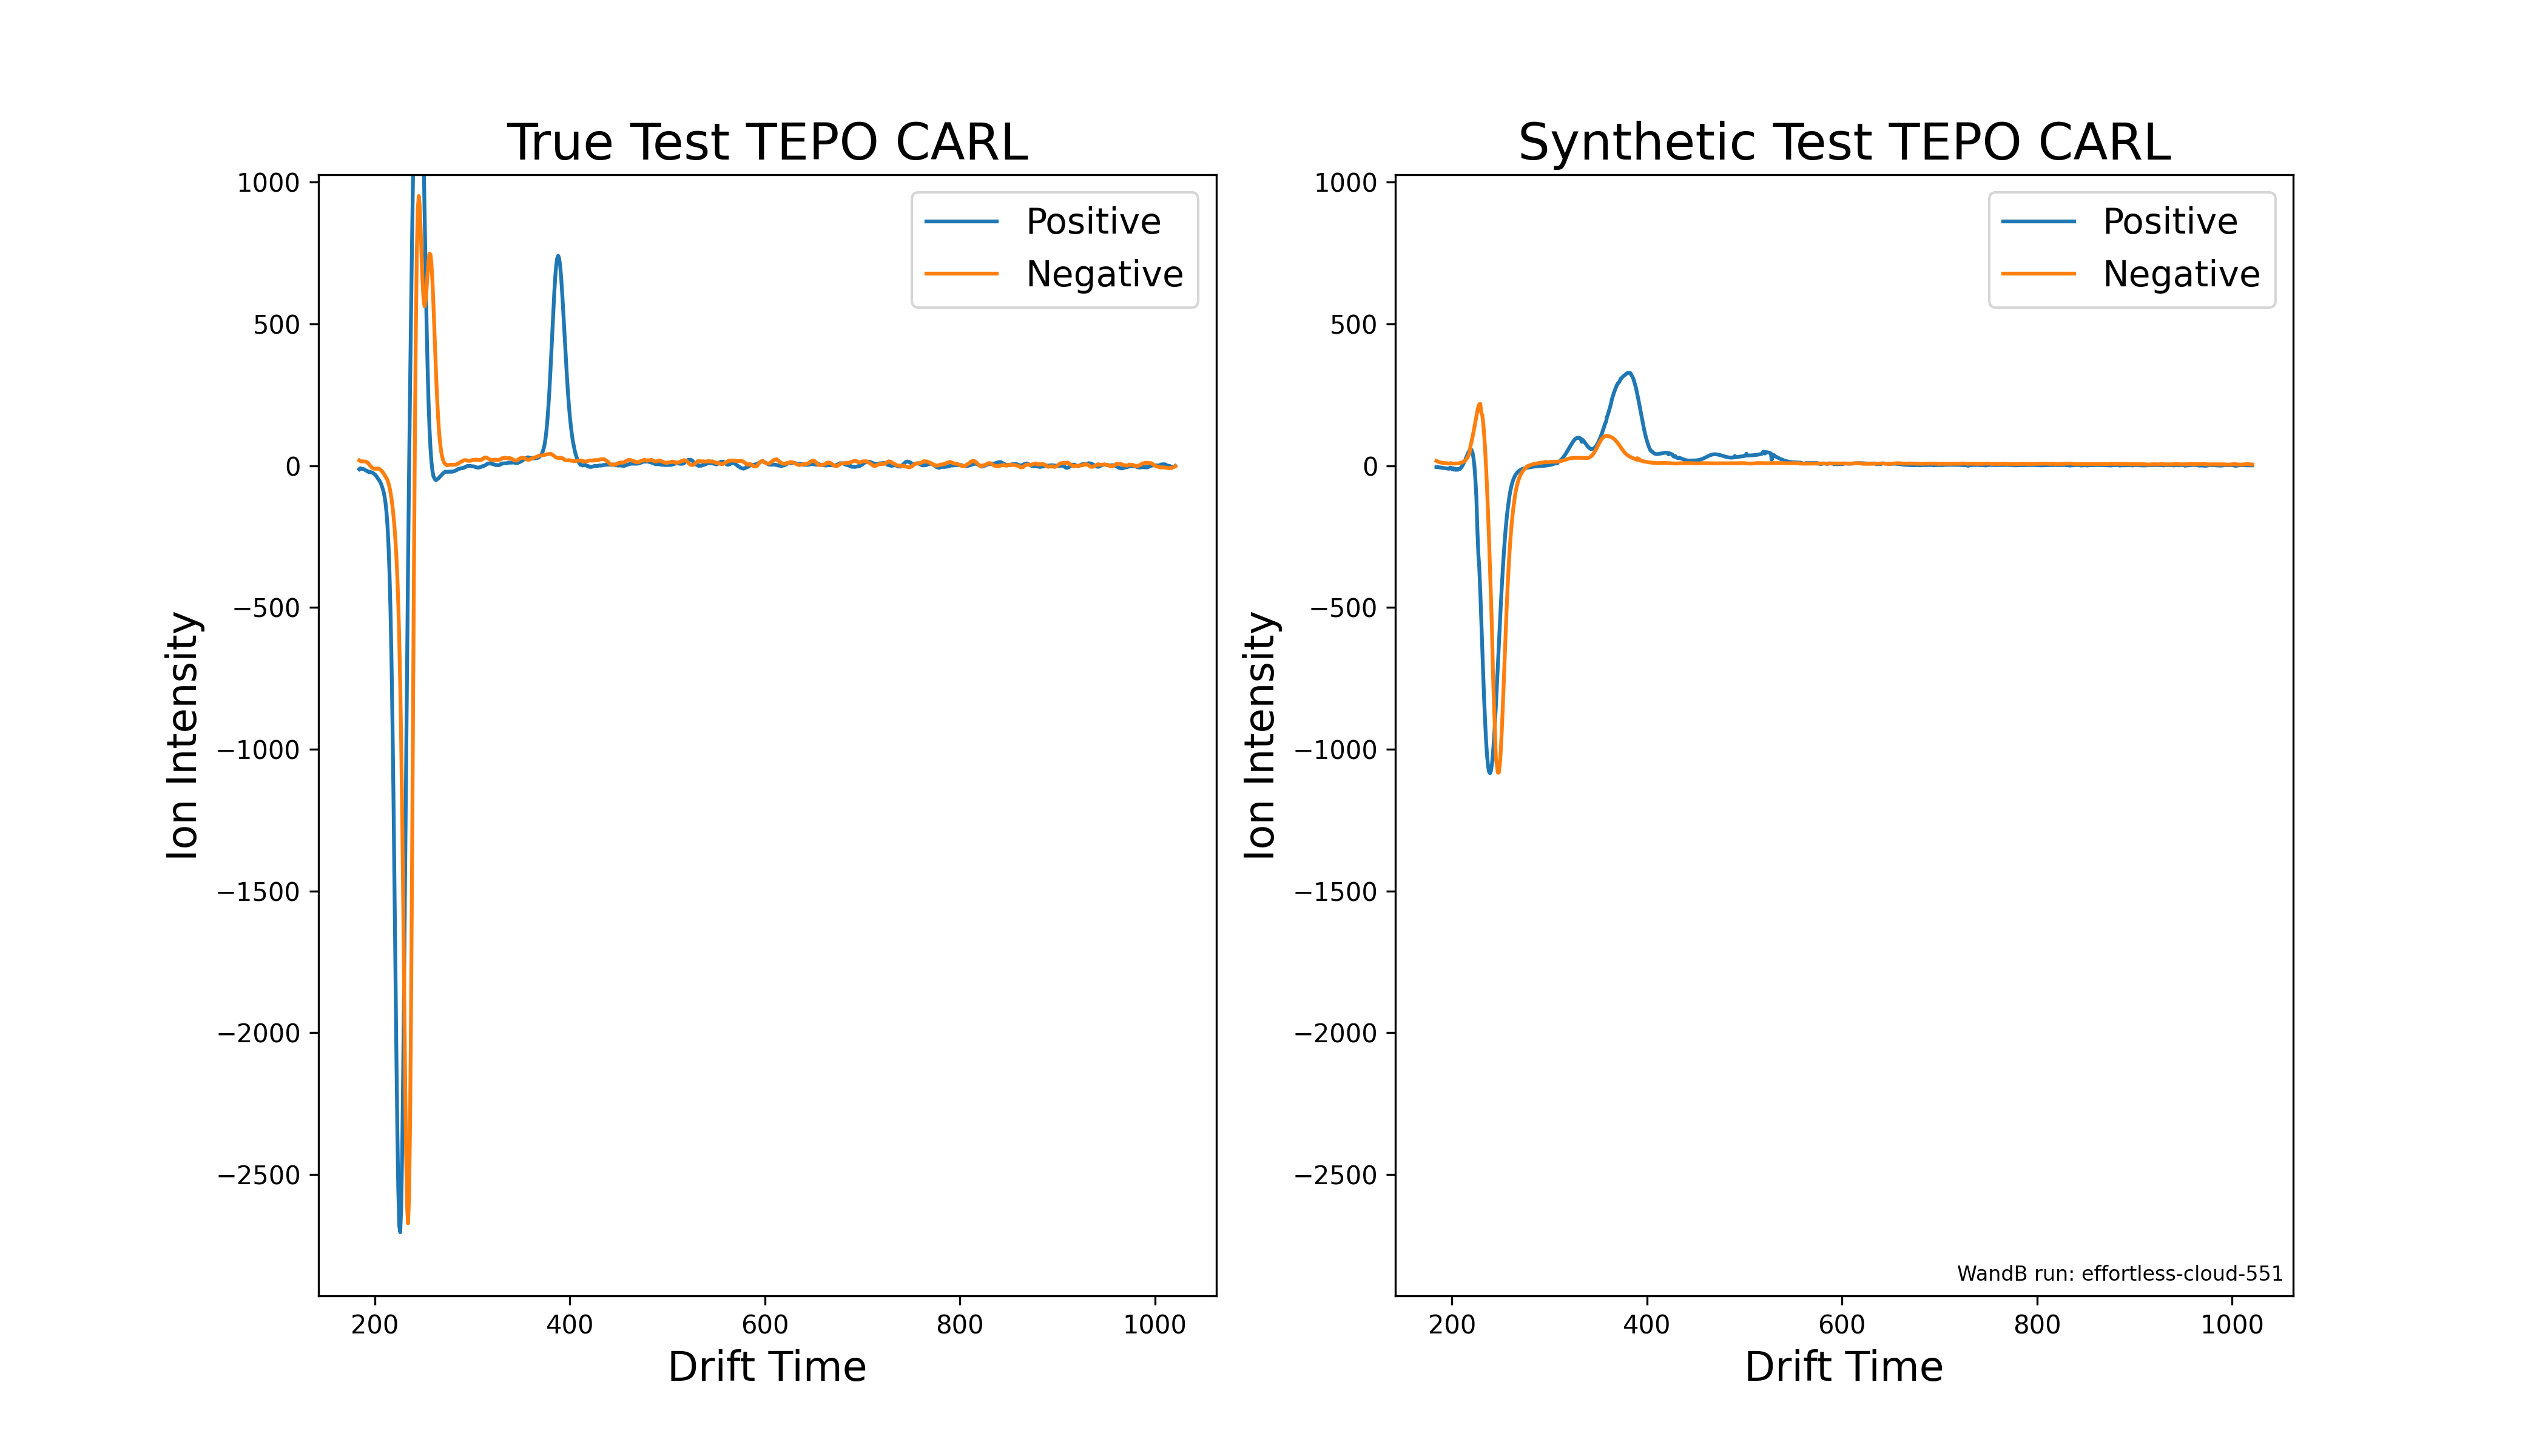 True Test TEPO CARL
Ion Intensity
1000
500
0
−500
−1000
−1500
−2000
−2500
Positive
Negative
200
400
600
800
1000
Drift Time
Synthetic Test TEPO CARL
Ion Intensity
1000
500
0
−500
−1000
−1500
−2000
−2500
Positive
Negative
WandB run: effortless-cloud-551
200
400
600
800
1000
Drift Time